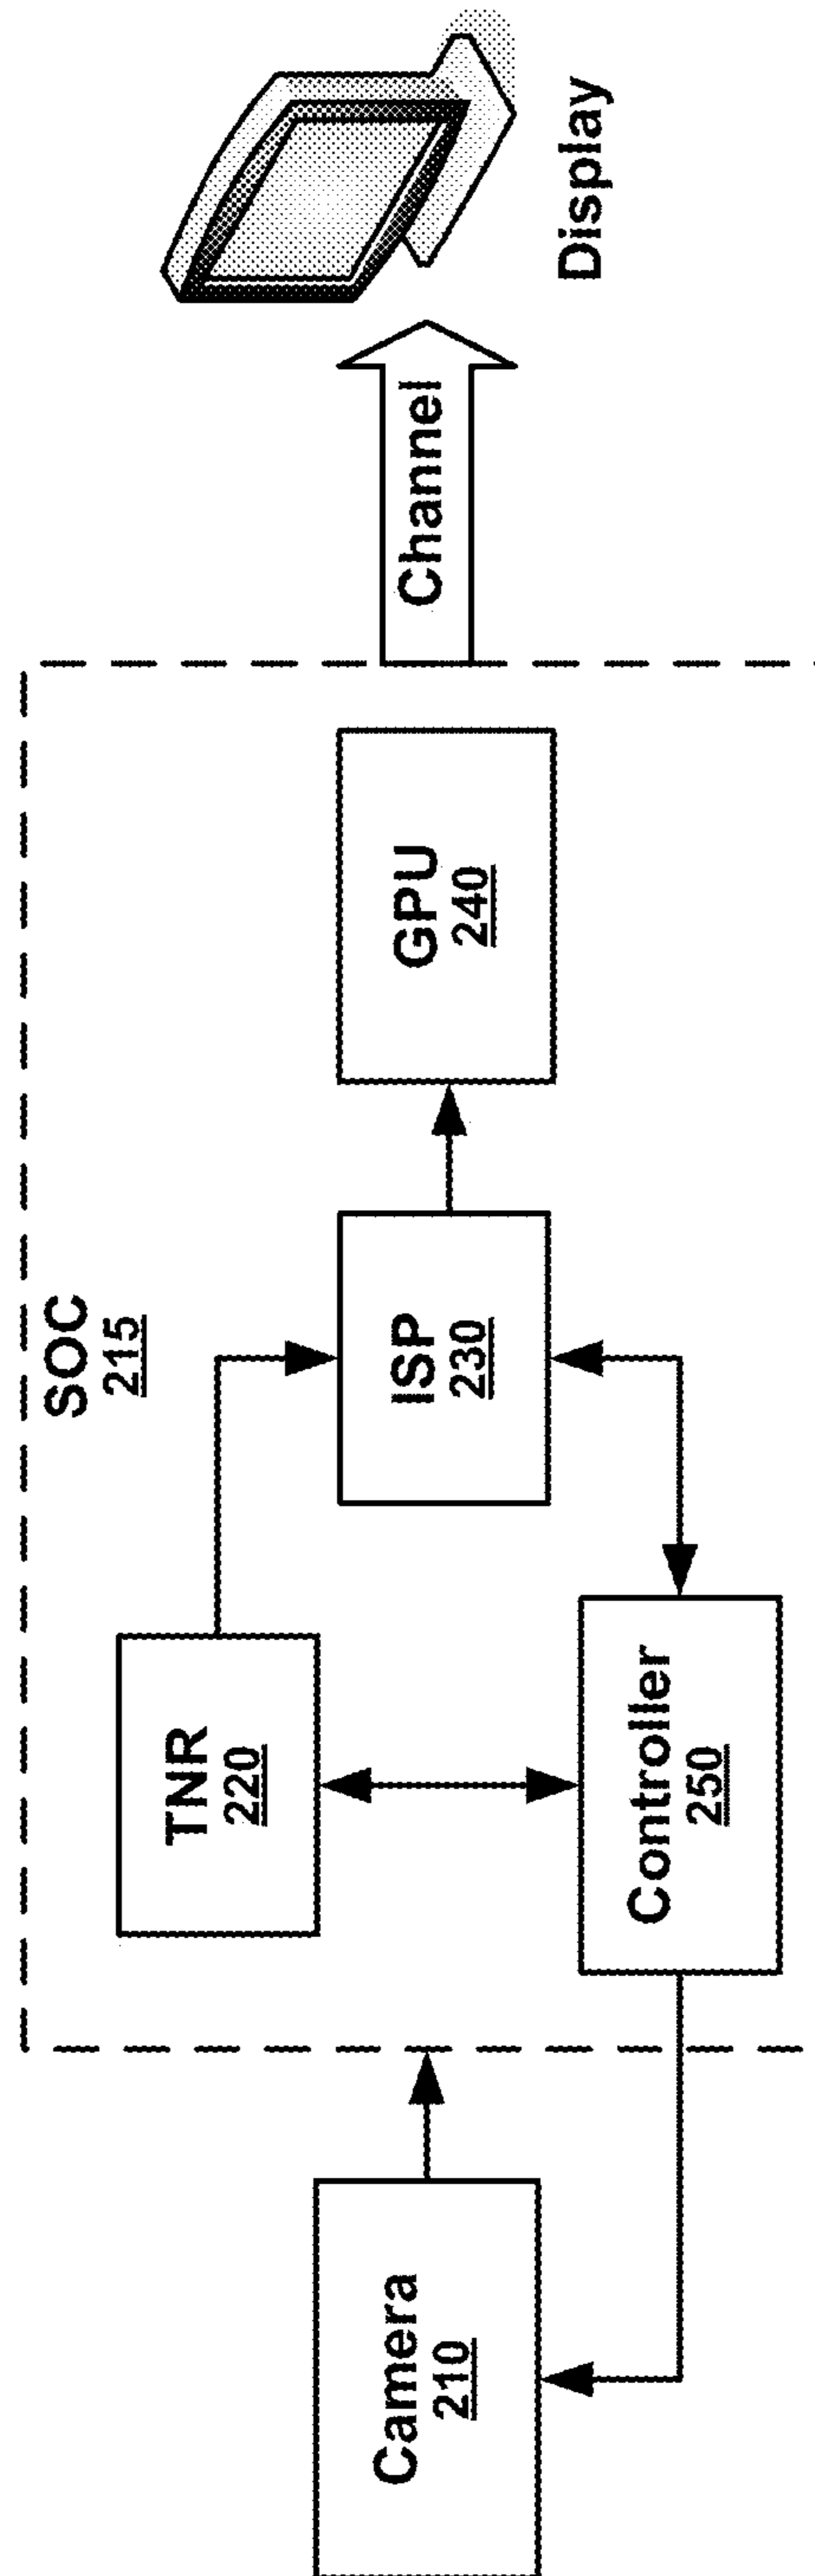 Camera
210
SOC
215
TNR
220
Controller
250
ISP
230
GPU
240
Channel
Display